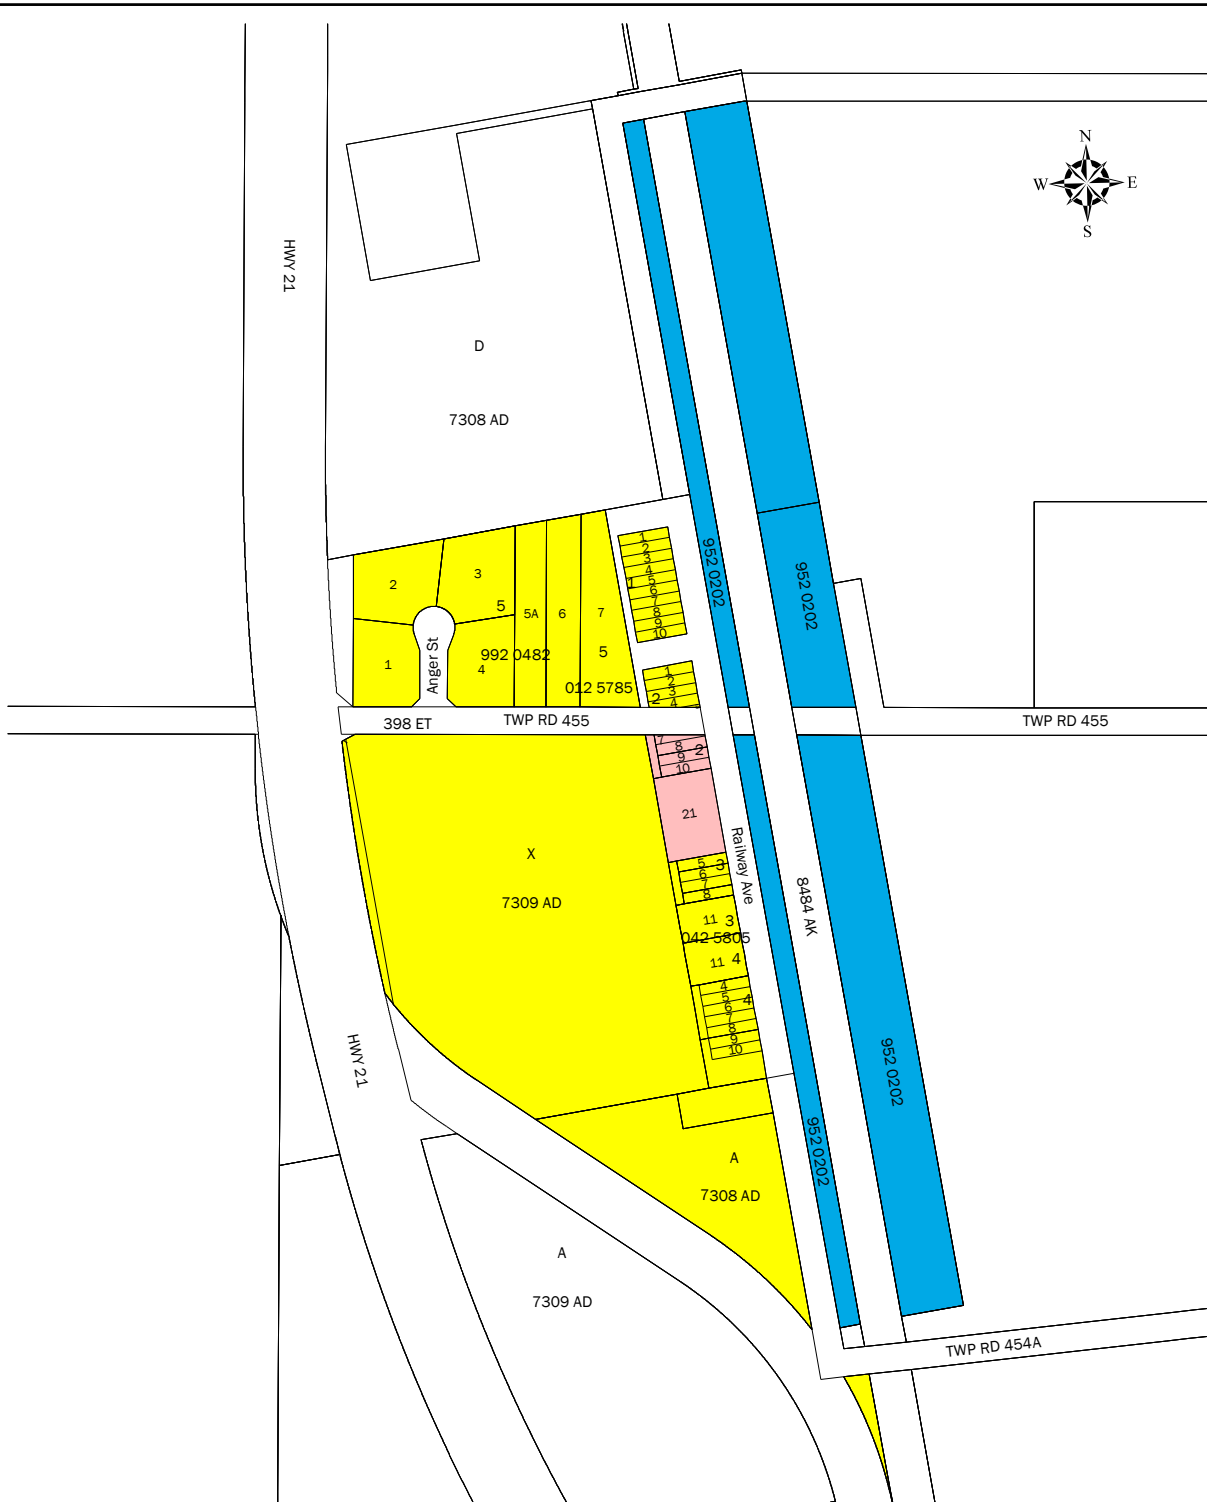 N
W E
S
HWY 21
D
7308 AD
952 0202
952 0202
1
2
3
4
5
6
7
8
9
10
1
2
3
5
5A
6
7
1
4
Anger St
992 0482
5
012 5785
1
2
3
4
2
398 ET
TWP RD 455
TWP RD 455
7
8
9
10
2
21
Railway Ave
X
7309 AD
5
6
7
8
3
11 3
042 5805
11 4
8484 AK
4
5
6
7
8
9
10
4
HWY 21
952 0202
952 0202
A
7308 AD
A
7309 AD
TWP RD 454A